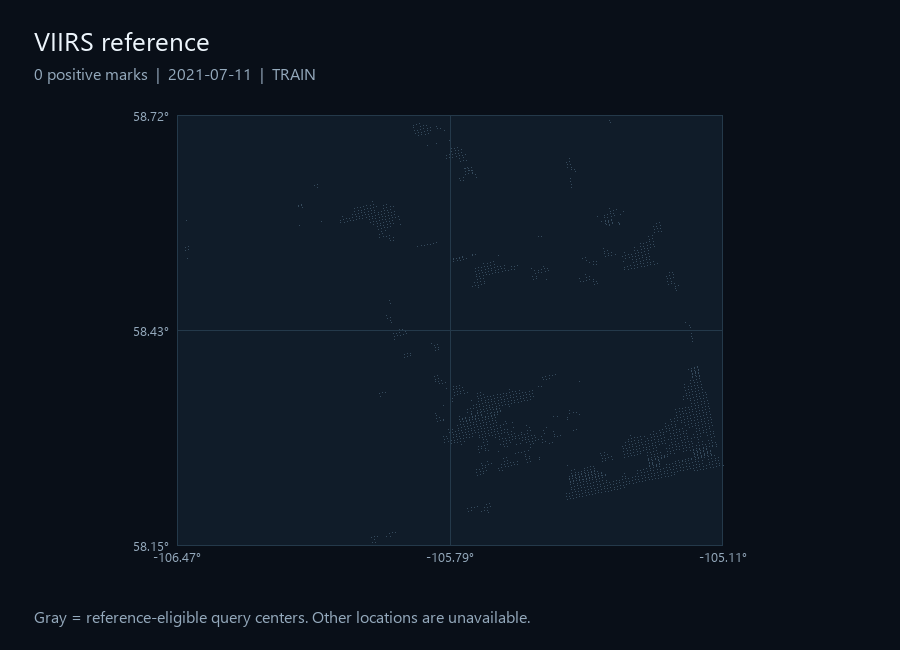 VIIRS reference
0 positive marks | 2021-07-11 | TRAIN
58.72°
58.43°
58.15°
-106.47°
-105.79°
-105.11°
Gray = reference-eligible query centers. Other locations are unavailable.